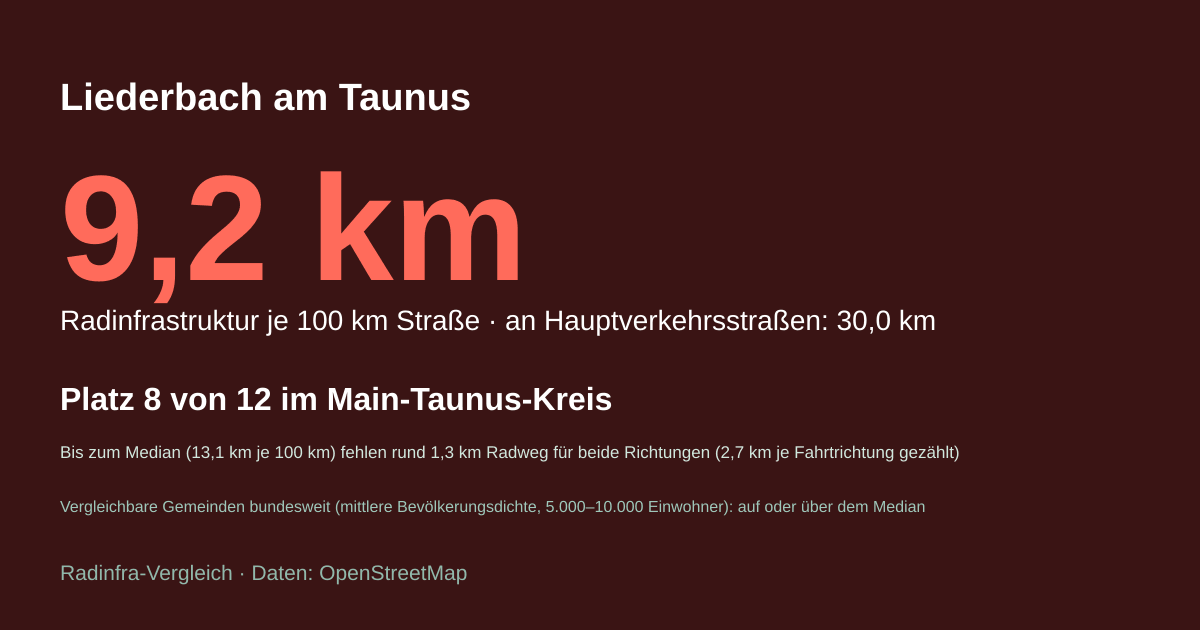 Liederbach am Taunus
9,2 km
Radinfrastruktur je 100 km Straße · an Hauptverkehrsstraßen: 30,0 km
Platz 8 von 12 im Main-Taunus-Kreis
Bis zum Median (13,1 km je 100 km) fehlen rund 1,3 km Radweg für beide Richtungen (2,7 km je Fahrtrichtung gezählt)
Vergleichbare Gemeinden bundesweit (mittlere Bevölkerungsdichte, 5.000–10.000 Einwohner): auf oder über dem Median
Radinfra-Vergleich · Daten: OpenStreetMap